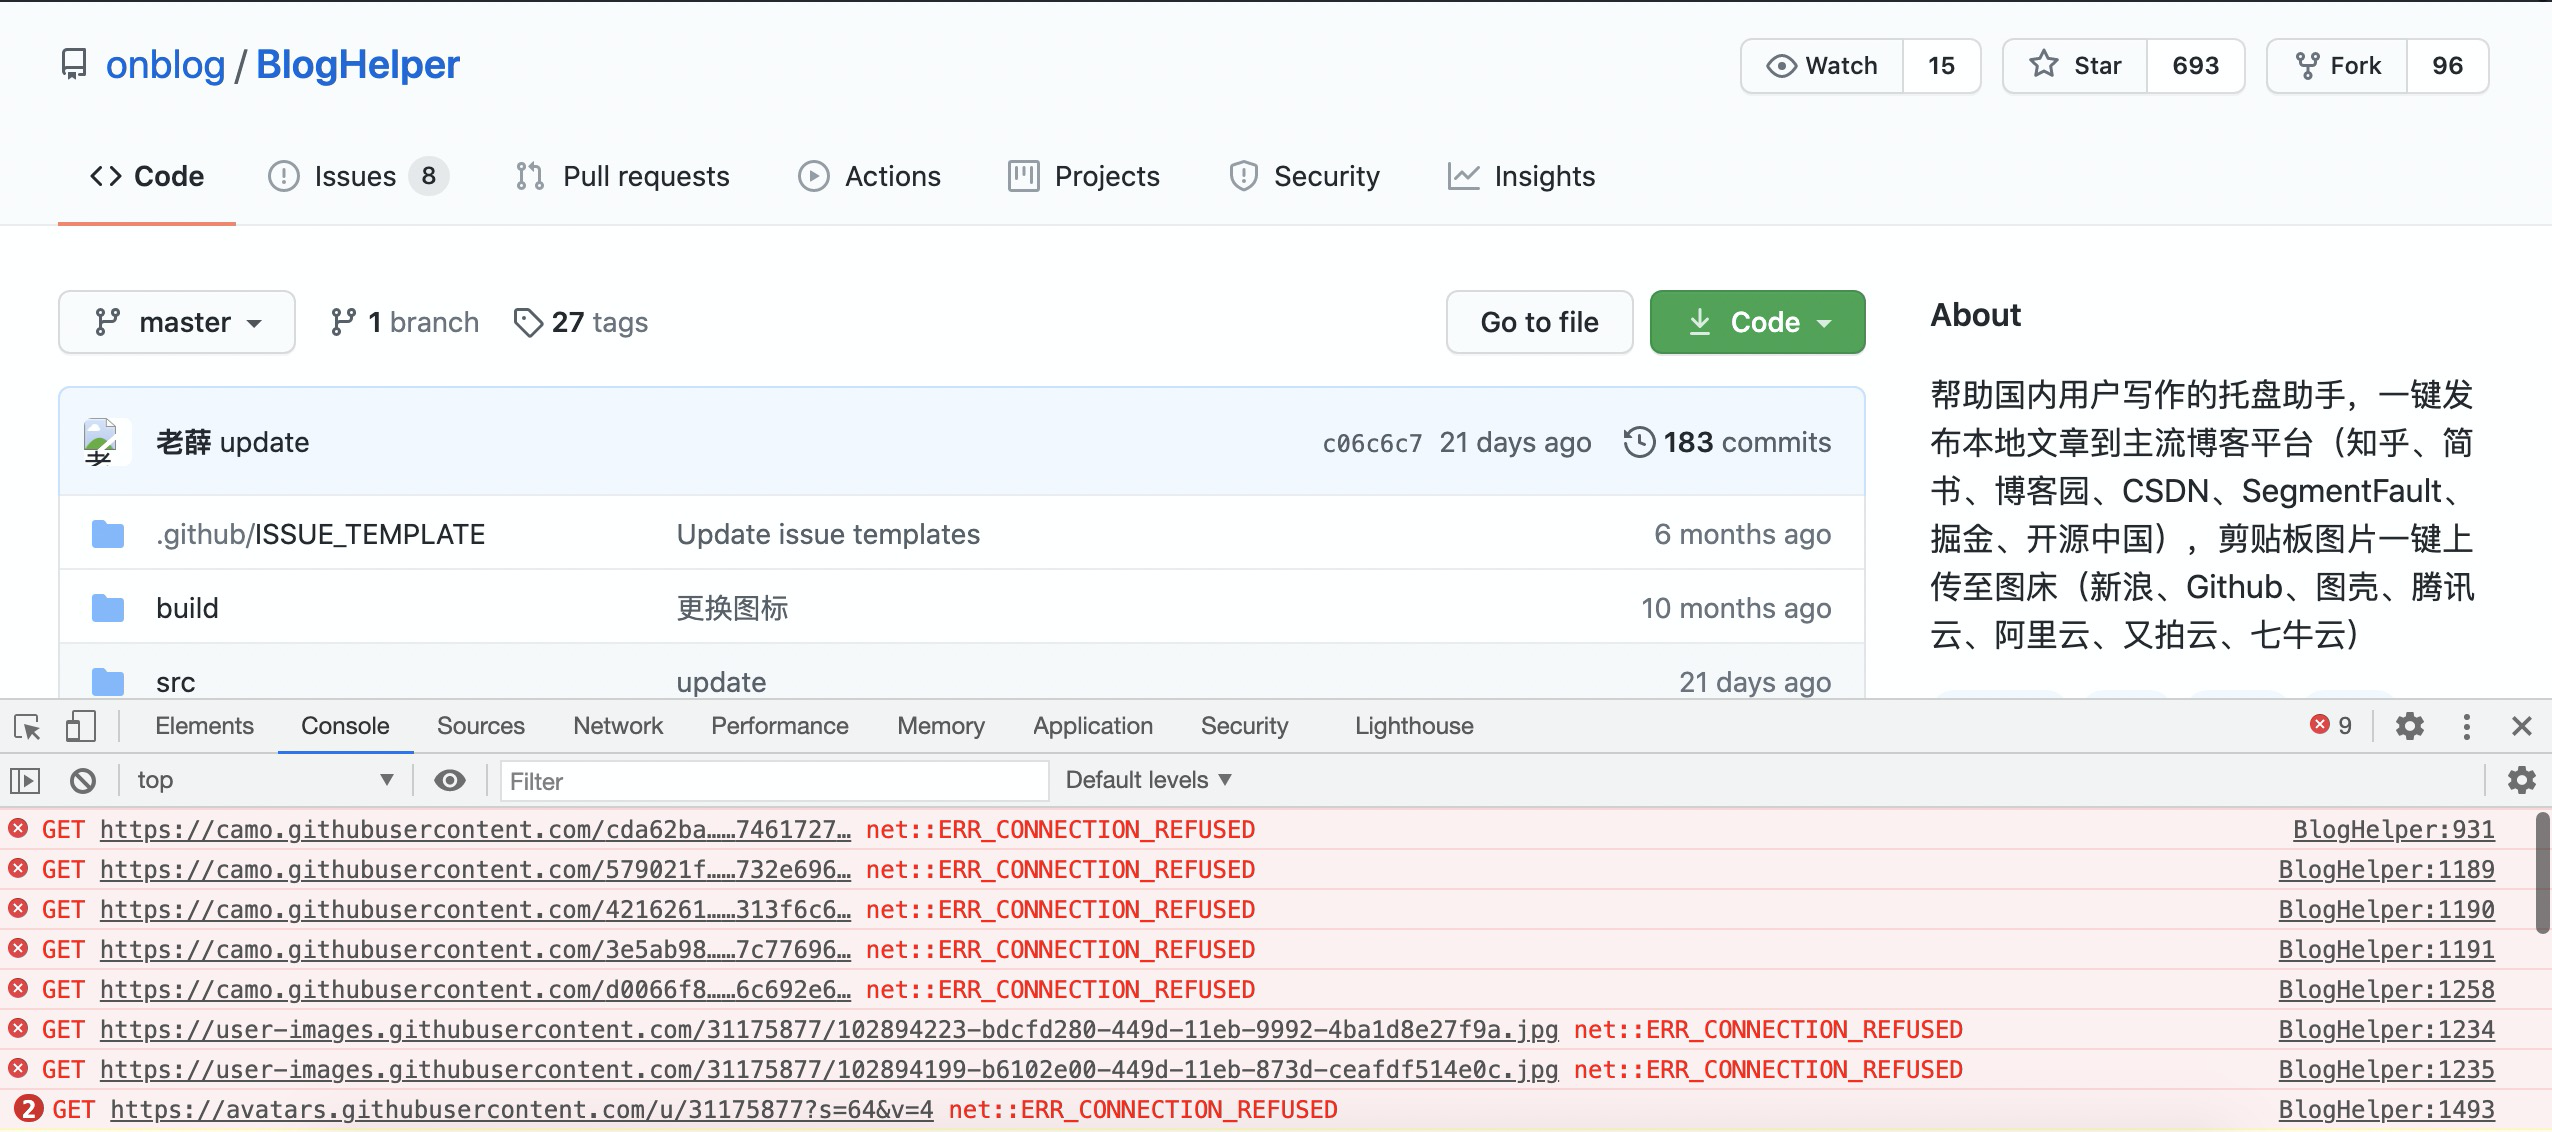 onblog / BlogHelper
Watch 15 Star 693 Fork 96
Code Issues 8 Pull requests Actions Projects Security Insights
master 1 branch 27 tags Go to file Code
老薛 update c06c6c7 21 days ago 183 commits
.github/ISSUE_TEMPLATE Update issue templates 6 months ago
build 更换图标 10 months ago
src update 21 days ago
About
帮助国内用户写作的托盘助手，一键发
布本地文章到主流博客平台（知乎、简
书、博客园、CSDN、SegmentFault、
掘金、开源中国），剪贴板图片一键上
传至图床（新浪、Github、图壳、腾讯
云、阿里云、又拍云、七牛云）
Elements Console Sources Network Performance Memory Application Security Lighthouse 9
top Filter Default levels
GET https://camo.githubusercontent.com/cda62ba……7461727… net::ERR_CONNECTION_REFUSED BlogHelper:931
GET https://camo.githubusercontent.com/579021f……732e696… net::ERR_CONNECTION_REFUSED BlogHelper:1189
GET https://camo.githubusercontent.com/4216261……313f6c6… net::ERR_CONNECTION_REFUSED BlogHelper:1190
GET https://camo.githubusercontent.com/3e5ab98……7c77696… net::ERR_CONNECTION_REFUSED BlogHelper:1191
GET https://camo.githubusercontent.com/d0066f8……6c692e6… net::ERR_CONNECTION_REFUSED BlogHelper:1258
GET https://user-images.githubusercontent.com/31175877/102894223-bdcfd280-449d-11eb-9992-4ba1d8e27f9a.jpg net::ERR_CONNECTION_REFUSED BlogHelper:1234
GET https://user-images.githubusercontent.com/31175877/102894199-b6102e00-449d-11eb-873d-ceafdf514e0c.jpg net::ERR_CONNECTION_REFUSED BlogHelper:1235
2 GET https://avatars.githubusercontent.com/u/31175877?s=64&v=4 net::ERR_CONNECTION_REFUSED BlogHelper:1493